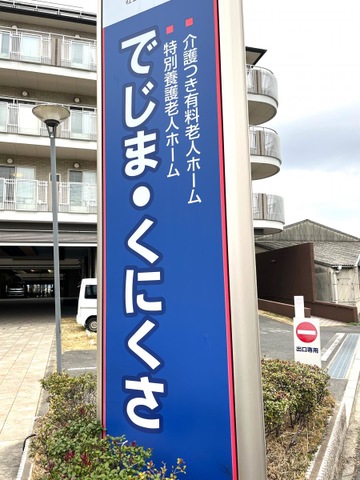 介護つき有料老人ホーム
特別養護老人ホーム
でじま・くにくさ
出口専用